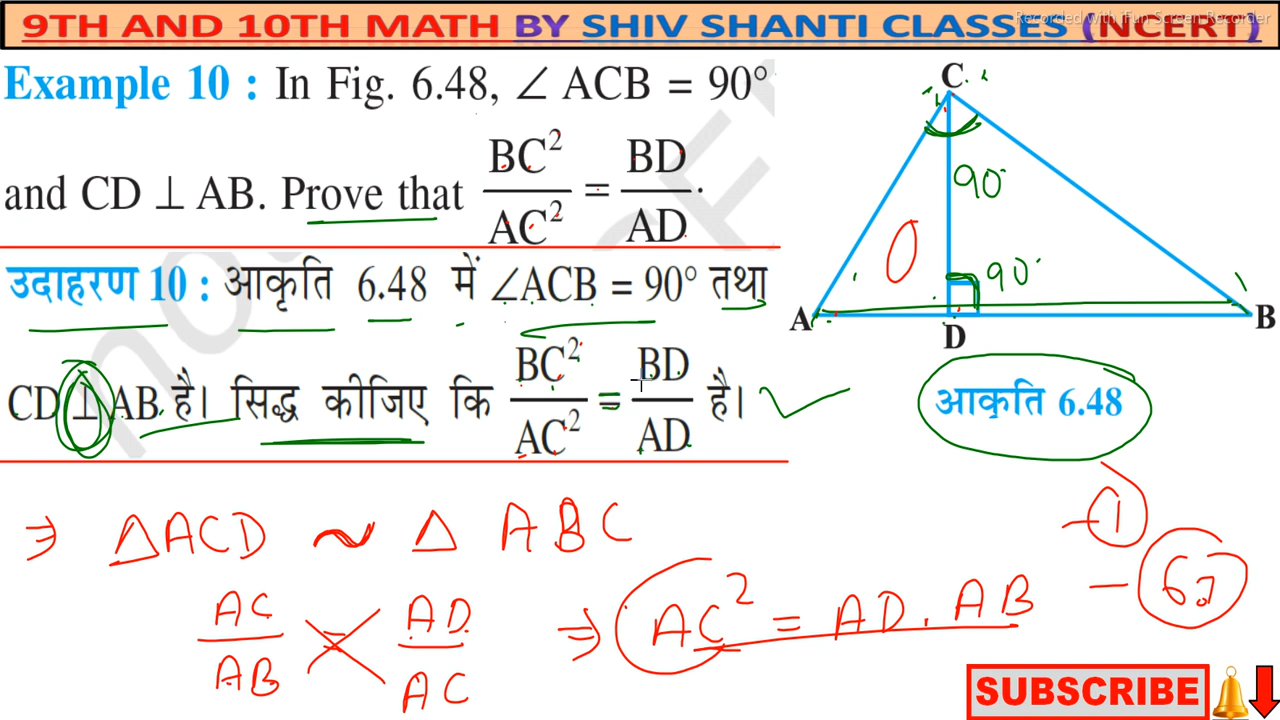 Recorded with iFun Screen Recorder
9TH AND 10TH MATH BY SHIV SHANTI CLASSES (NCERT)
Example 10 : In Fig. 6.48, ∠ ACB = 90°
and CD ⊥ AB. Prove that BC²/AC² = BD/AD.
उदाहरण 10 : आकृति 6.48 में ∠ACB = 90° तथा
CD ⊥ AB है। सिद्ध कीजिए कि BC²/AC² = BD/AD है।
C
90°
90°
A
D
B
आकृति 6.48
⇒ △ACD ~ △ABC
— 1
AC/AB = AD/AC ⇒ AC² = AD . AB
SUBSCRIBE